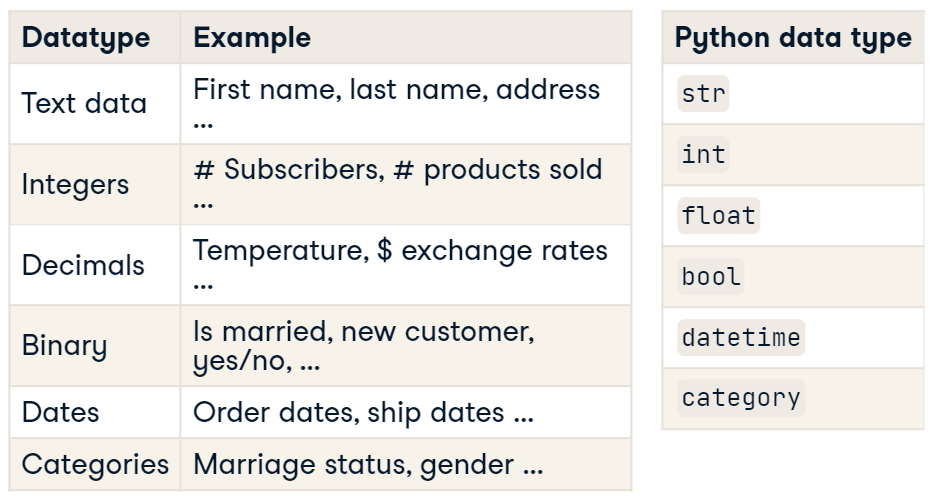 Datatype Example
Text data First name, last name, address
...
Integers # Subscribers, # products sold
...
Decimals Temperature, $ exchange rates
...
Binary Is married, new customer,
yes/no, ...
Dates Order dates, ship dates ...
Categories Marriage status, gender ...
Python data type
str
int
float
bool
datetime
category